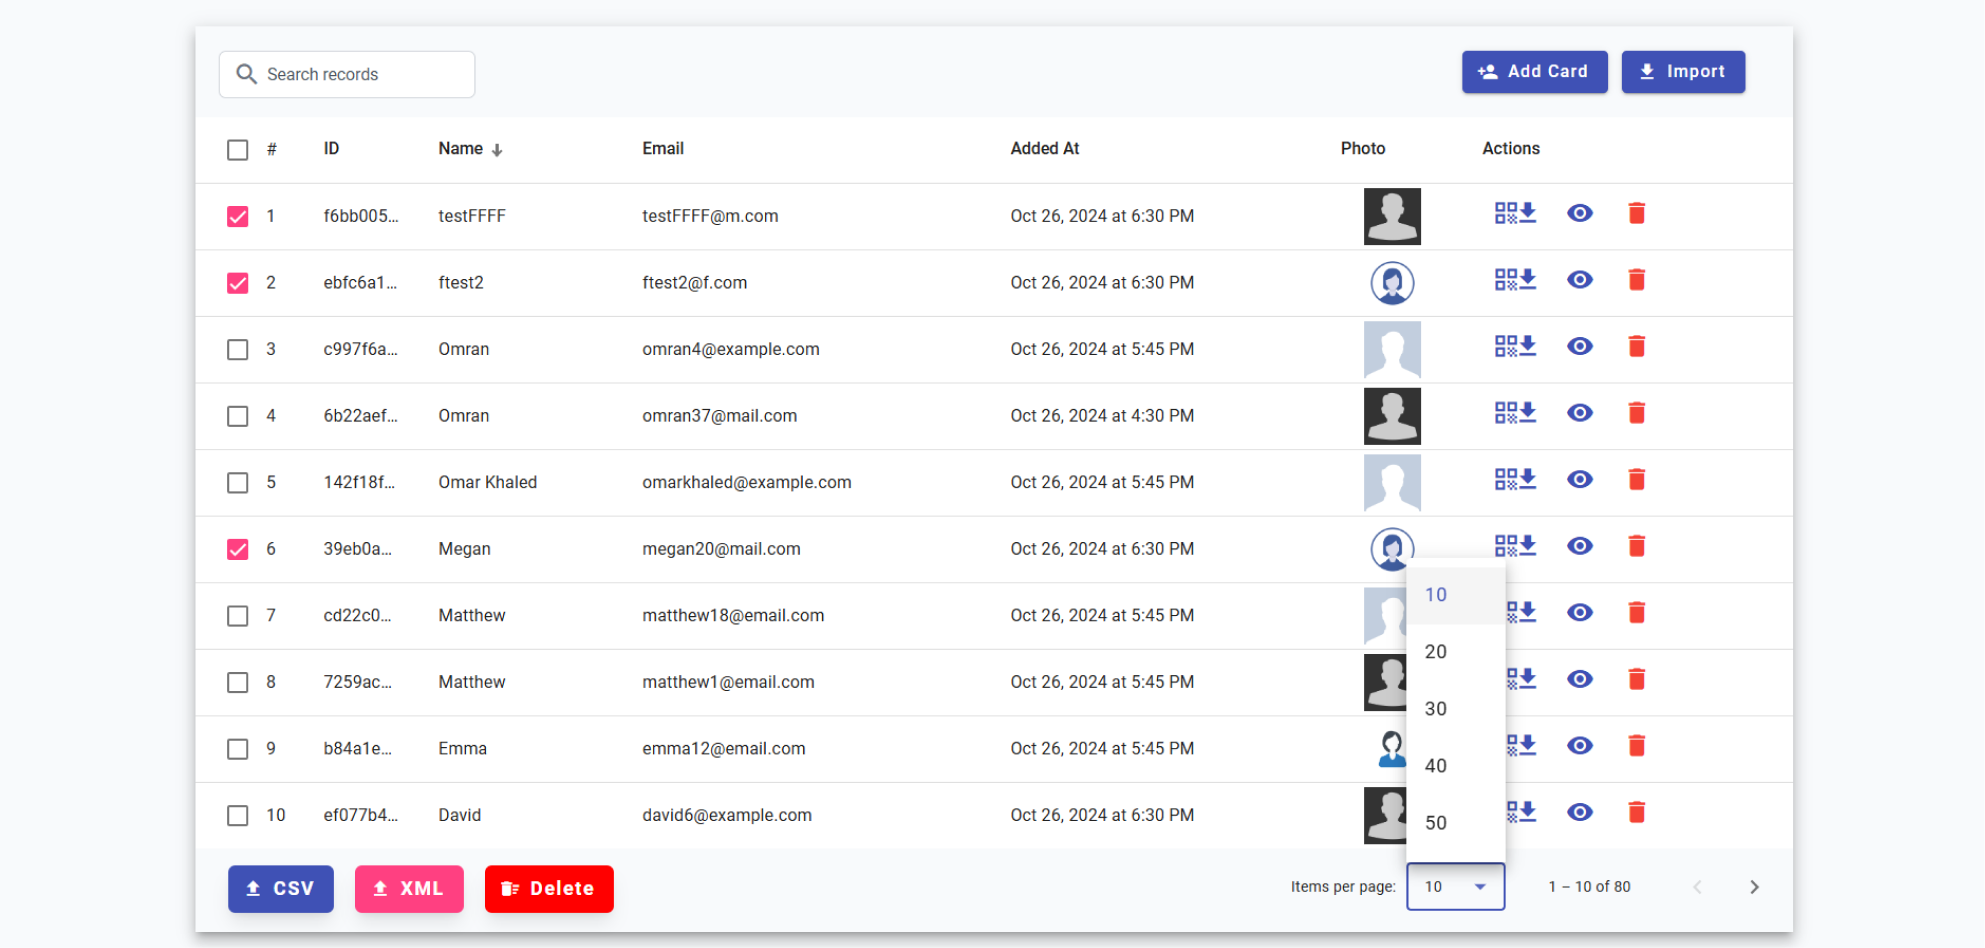 Search records
Add Card
Import
# ID Name Email Added At Photo Actions
1 f6bb005... testFFFF testFFFF@m.com Oct 26, 2024 at 6:30 PM
2 ebfc6a1... ftest2 ftest2@f.com Oct 26, 2024 at 6:30 PM
3 c997f6a... Omran omran4@example.com Oct 26, 2024 at 5:45 PM
4 6b22aef... Omran omran37@mail.com Oct 26, 2024 at 4:30 PM
5 142f18f... Omar Khaled omarkhaled@example.com Oct 26, 2024 at 5:45 PM
6 39eb0a... Megan megan20@mail.com Oct 26, 2024 at 6:30 PM
7 cd22c0... Matthew matthew18@email.com Oct 26, 2024 at 5:45 PM
8 7259ac... Matthew matthew1@email.com Oct 26, 2024 at 5:45 PM
9 b84a1e... Emma emma12@email.com Oct 26, 2024 at 5:45 PM
10 ef077b4... David david6@example.com Oct 26, 2024 at 6:30 PM
10
20
30
40
50
CSV
XML
Delete
Items per page: 10
1 – 10 of 80